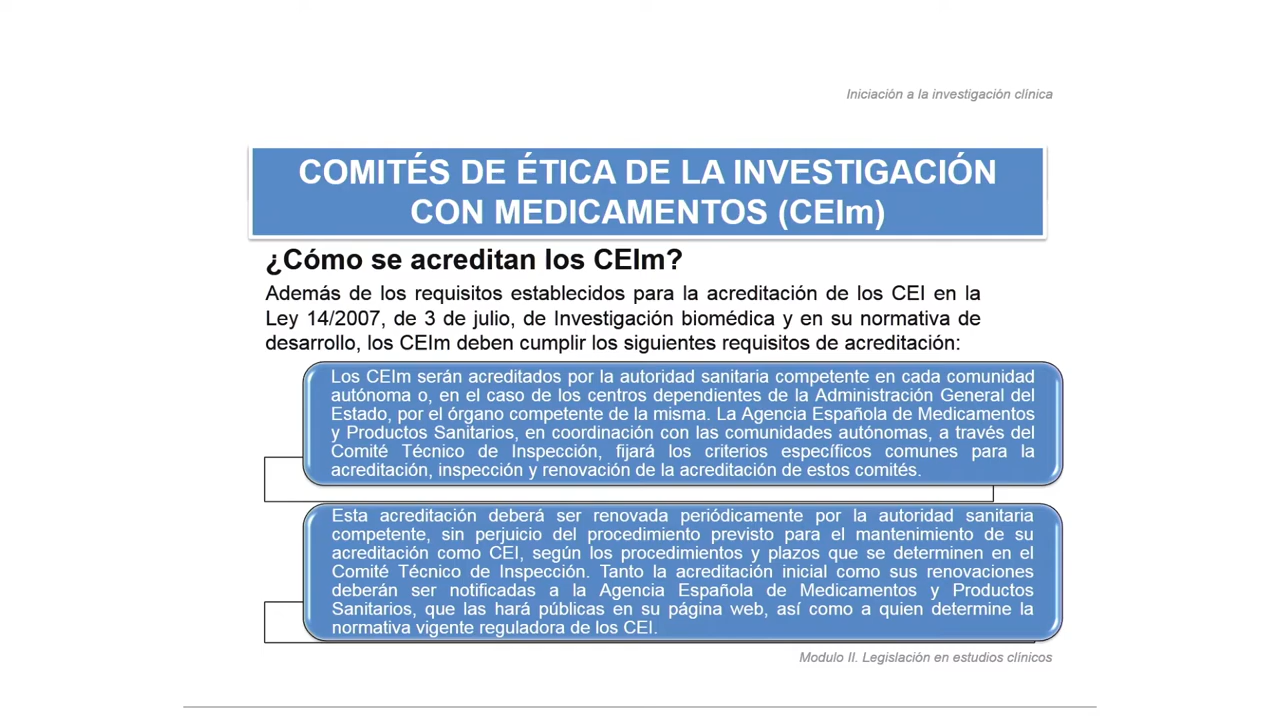 Iniciación a la investigación clínica
COMITÉS DE ÉTICA DE LA INVESTIGACIÓN
CON MEDICAMENTOS (CEIm)
¿Cómo se acreditan los CEIm?
Además de los requisitos establecidos para la acreditación de los CEI en la
Ley 14/2007, de 3 de julio, de Investigación biomédica y en su normativa de
desarrollo, los CEIm deben cumplir los siguientes requisitos de acreditación:
Los CEIm serán acreditados por la autoridad sanitaria competente en cada comunidad
autónoma o, en el caso de los centros dependientes de la Administración General del
Estado, por el órgano competente de la misma. La Agencia Española de Medicamentos
y Productos Sanitarios, en coordinación con las comunidades autónomas, a través del
Comité Técnico de Inspección, fijará los criterios específicos comunes para la
acreditación, inspección y renovación de la acreditación de estos comités.
Esta acreditación deberá ser renovada periódicamente por la autoridad sanitaria
competente, sin perjuicio del procedimiento previsto para el mantenimiento de su
acreditación como CEI, según los procedimientos y plazos que se determinen en el
Comité Técnico de Inspección. Tanto la acreditación inicial como sus renovaciones
deberán ser notificadas a la Agencia Española de Medicamentos y Productos
Sanitarios, que las hará públicas en su página web, así como a quien determine la
normativa vigente reguladora de los CEI.
Modulo II. Legislación en estudios clínicos